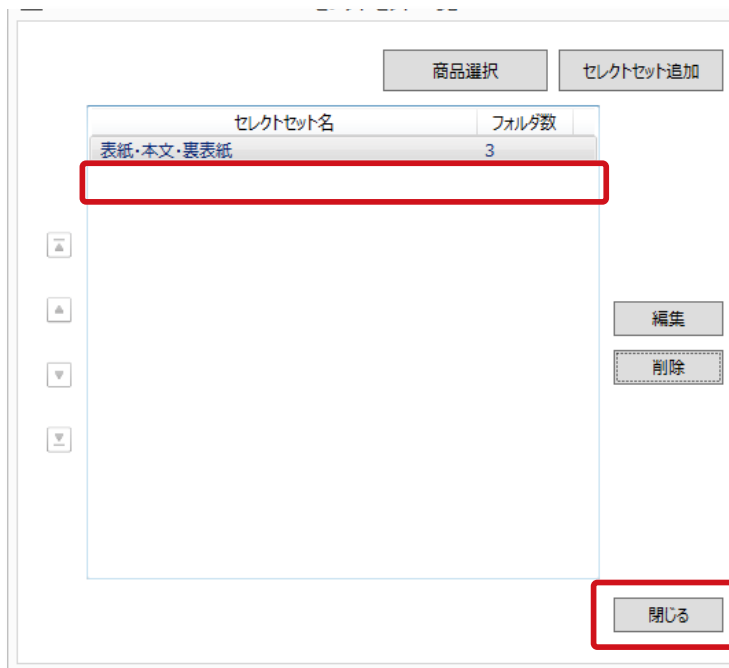 商品選択
セレクトセット追加
セレクトセット名 フォルダ数
表紙・本文・裏表紙 3
編集
削除
閉じる